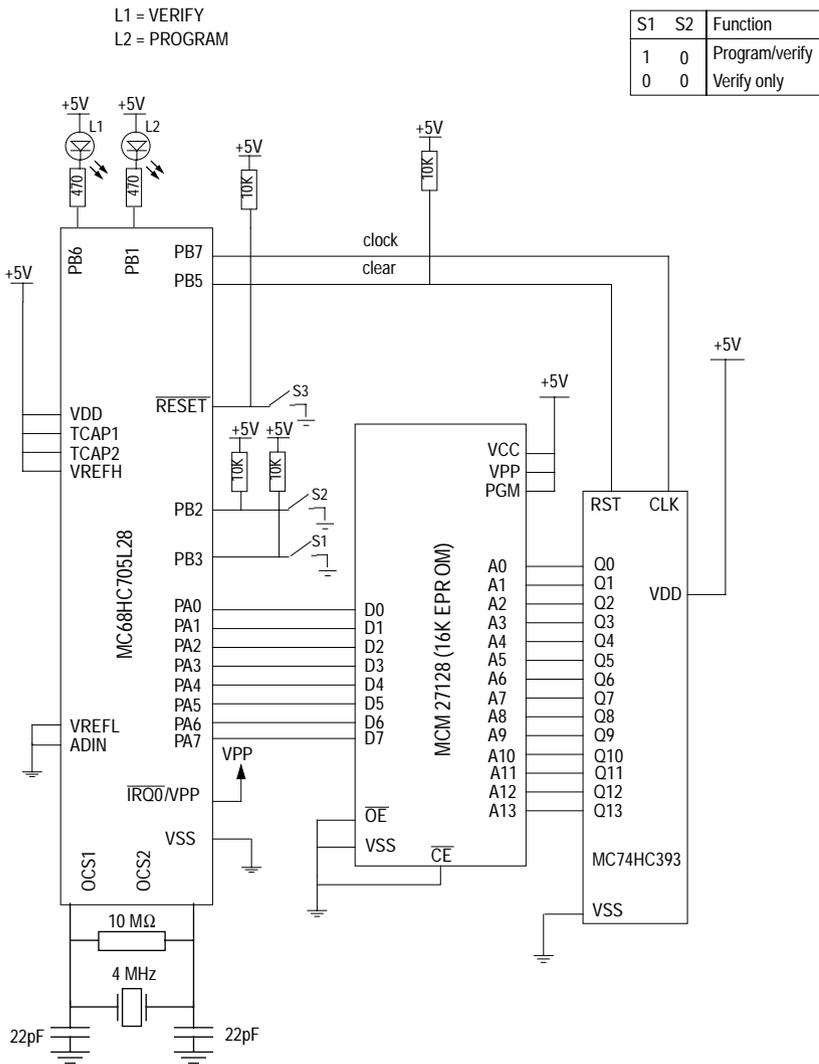 L1 = VERIFY
L2 = PROGRAM
S1 S2 Function
1 0 Program/verify
0 0 Verify only
+5V
+5V
L1
L2
470
470
+5V
10K
+5V
10K
PB6
PB1
PB7
PB5
clock
clear
+5V
VDD
TCAP1
TCAP2
VREFH
RESET
S3
+5V
+5V
10K
10K
PB2
S2
PB3
S1
MC68HC705L28
PA0
PA1
PA2
PA3
PA4
PA5
PA6
PA7
VREFL
ADIN
VPP
IRQ0/VPP
VSS
OCS1
OCS2
10 MΩ
4 MHz
22pF
22pF
+5V
VCC
VPP
PGM
MCM 27128 (16K EPR OM)
D0
D1
D2
D3
D4
D5
D6
D7
A0
A1
A2
A3
A4
A5
A6
A7
A8
A9
A10
A11
A12
A13
OE
VSS
CE
+5V
RST
CLK
VDD
Q0
Q1
Q2
Q3
Q4
Q5
Q6
Q7
Q8
Q9
Q10
Q11
Q12
Q13
MC74HC393
VSS